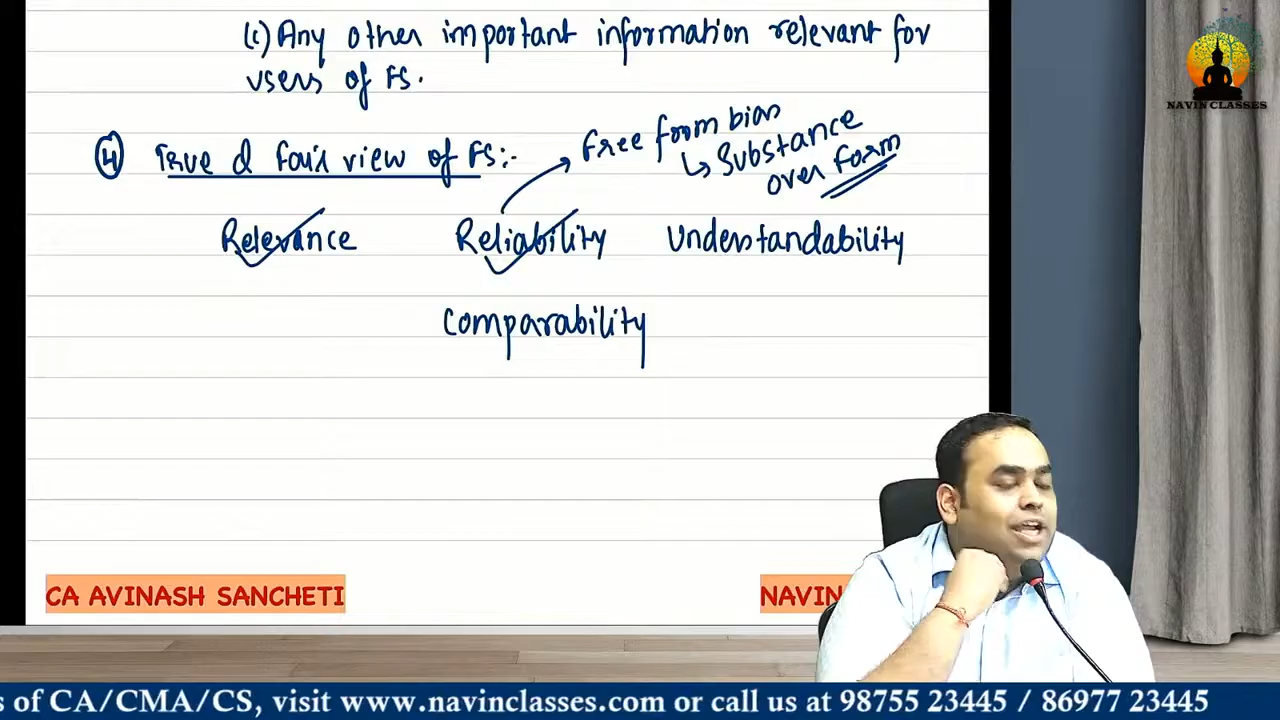 (c) Any other important information relevant for
users of FS.
NAVIN CLASSES
④ True & fair view of FS:-
Free from bias
↳ Substance
over form
Relevance Reliability Understandability
Comparability
CA AVINASH SANCHETI
NAVIN
s of CA/CMA/CS, visit www.navinclasses.com or call us at 98755 23445 / 86977 23445